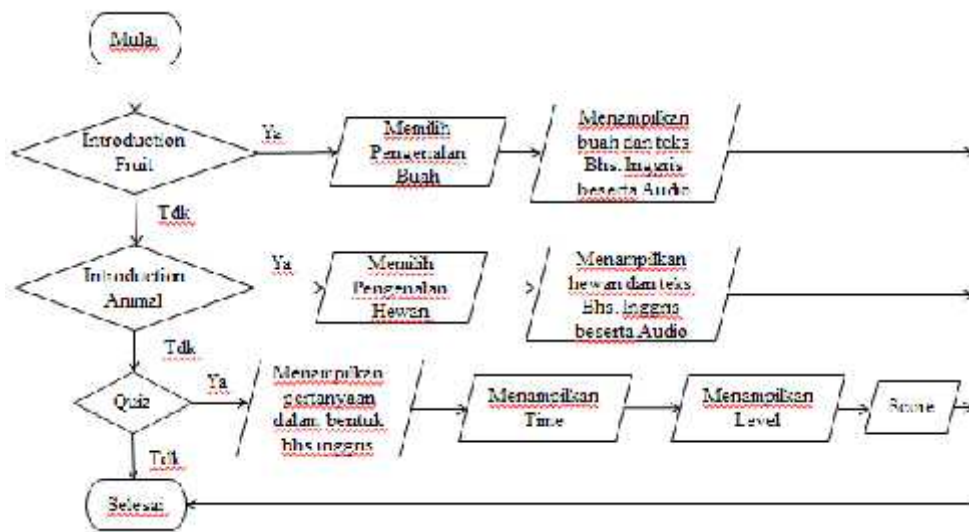 Mulai
Introduction
Fruit
Ya
Memilih
Pengenalan
Buah
Menampilkan
buah dan teks
Bhs. Inggris
beserta Audio
Tdk
Introduction
Animal
Ya
Memilih
Pengenalan
Hewan
Menampilkan
hewan dan teks
Bhs. Inggris
beserta Audio
Tdk
Quiz
Ya
Menampilkan
pertanyaan
dalam bentuk
bhs inggris
Menampilkan
Time
Menampilkan
Level
Score
Tdk
Selesai